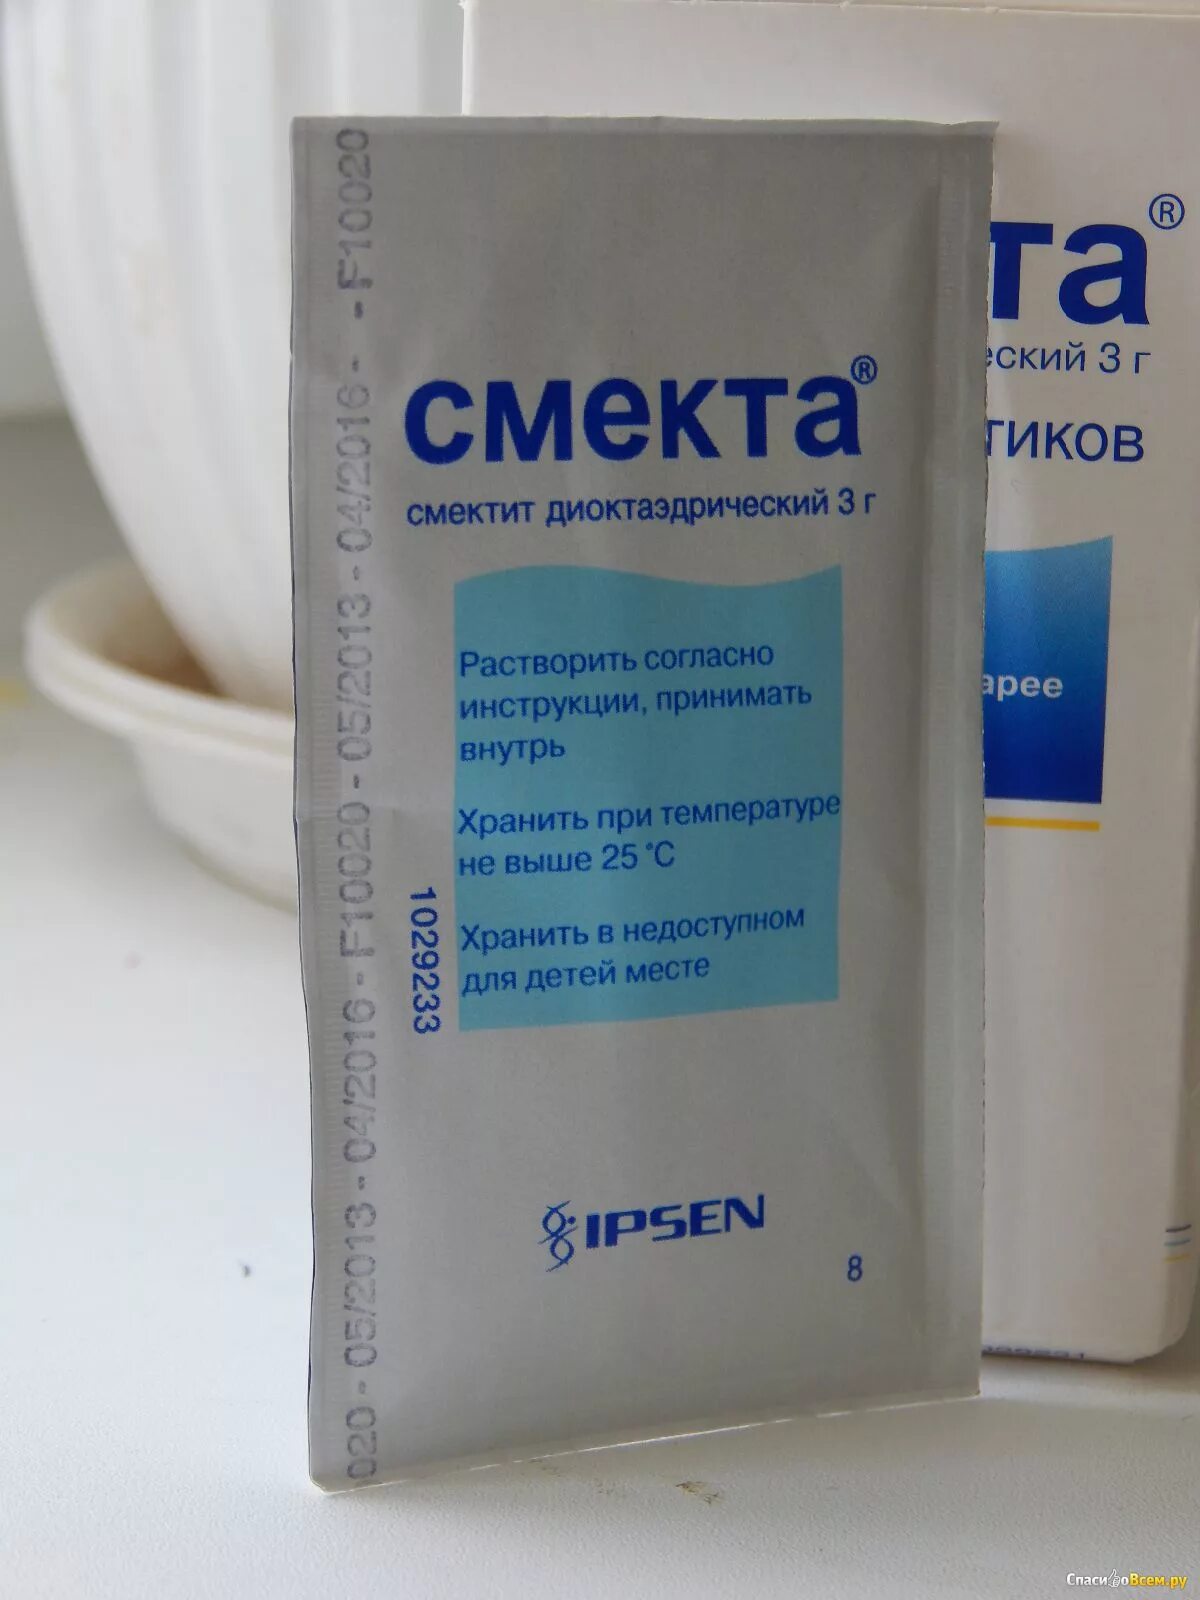 смекта®
смектит диоктаэдрический 3 г
Растворить согласно
инструкции, принимать
внутрь
Хранить при температуре
не выше 25 °C
Хранить в недоступном
для детей месте
1029233
IPSEN
8
020 - 05/2013 - 04/2016 - F10020 - 05/2013 - 04/2016 - - F10020
та®
еский 3 г
тиков
арее
СпасибоВсем.ру